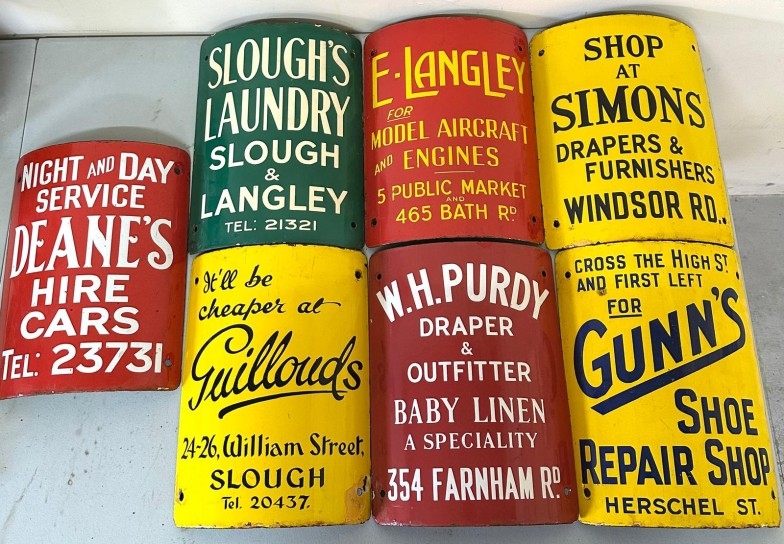 NIGHT AND DAY
SERVICE
DEANE'S
HIRE
CARS
TEL: 23731
SLOUGH'S
LAUNDRY
SLOUGH
&
LANGLEY
TEL: 21321
E. LANGLEY
FOR
MODEL AIRCRAFT
AND ENGINES
5 PUBLIC MARKET
AND
465 BATH RD
SHOP
AT
SIMONS
DRAPERS &
FURNISHERS
WINDSOR RD..
It'll be
cheaper at
Guillouds
24-26, William Street,
SLOUGH
Tel. 20437.
W.H. PURDY
DRAPER
&
OUTFITTER
BABY LINEN
A SPECIALITY
354 FARNHAM RD
CROSS THE HIGH ST.
AND FIRST LEFT
FOR
GUNN'S
SHOE
REPAIR SHOP
HERSCHEL ST.